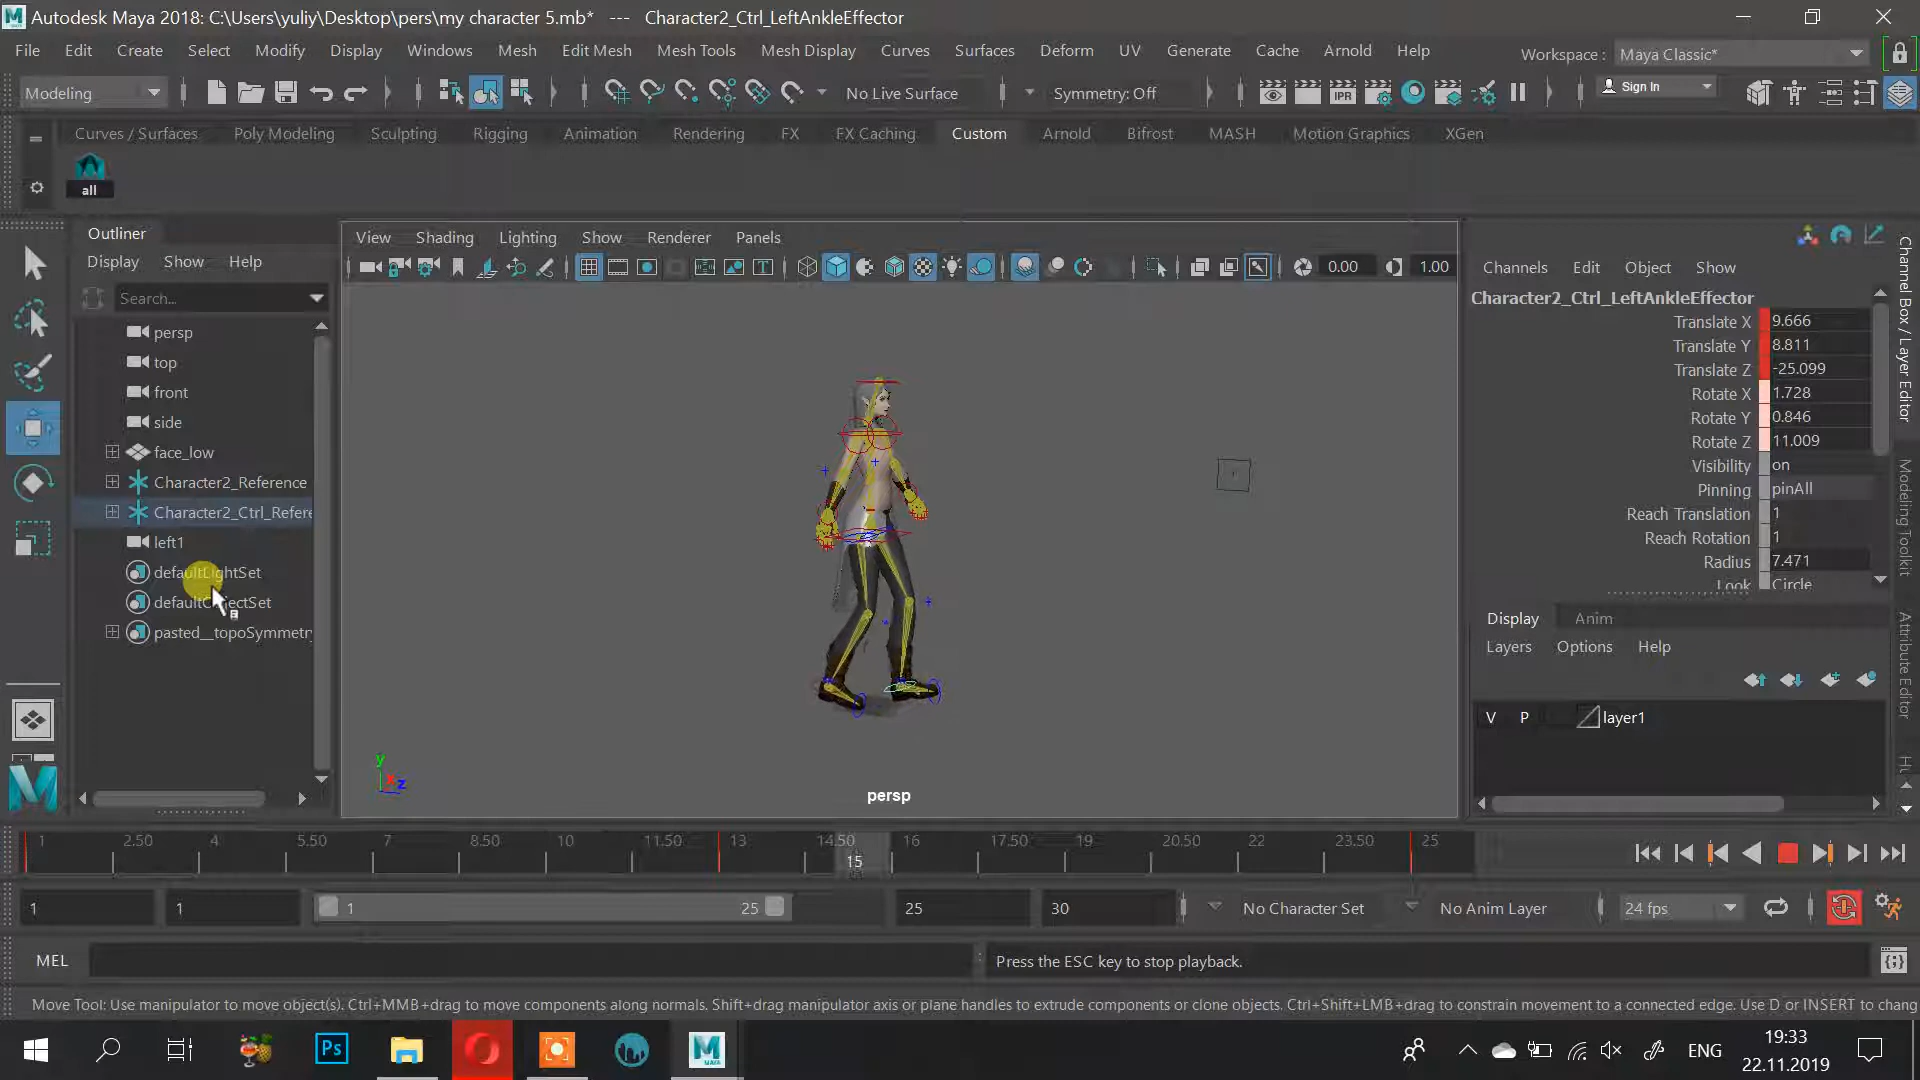 Autodesk Maya 2018: C:\Users\yuliy\Desktop\pers\my character 5.mb*   ---   Character2_Ctrl_LeftAnkleEffector
File Edit Create Select Modify Display Windows Mesh Edit Mesh Mesh Tools Mesh Display Curves Surfaces Deform UV Generate Cache Arnold Help
Workspace : Maya Classic*
Modeling
No Live Surface
Symmetry: Off
IPR
Sign In
Curves / Surfaces Poly Modeling Sculpting Rigging Animation Rendering FX FX Caching Custom Arnold Bifrost MASH Motion Graphics XGen
all
Outliner
Display Show Help
Search...
persp
top
front
side
face_low
Character2_Reference
Character2_Ctrl_Refere
left1
defaultLightSet
defaultObjectSet
pasted__topoSymmetry
View Shading Lighting Show Renderer Panels
0.00 1.00
y
x
z
persp
Channels Edit Object Show
Character2_Ctrl_LeftAnkleEffector
Translate X 9.666
Translate Y 8.811
Translate Z -25.099
Rotate X 1.728
Rotate Y 0.846
Rotate Z 11.009
Visibility on
Pinning pinAll
Reach Translation 1
Reach Rotation 1
Radius 7.471
Look Circle
Display Anim
Layers Options Help
V P layer1
Channel Box / Layer Editor
Modeling Toolkit
Attribute Editor
1 2.50 4 5.50 7 8.50 10 11.50 13 14.50 16 17.50 19 20.50 22 23.50 25
15
1 1 1 25 25 30 No Character Set No Anim Layer 24 fps
MEL
Press the ESC key to stop playback.
Move Tool: Use manipulator to move object(s). Ctrl+MMB+drag to move components along normals. Shift+drag manipulator axis or plane handles to extrude components or clone objects. Ctrl+Shift+LMB+drag to constrain movement to a connected edge. Use D or INSERT to chang
Ps
M
ENG
19:33
22.11.2019